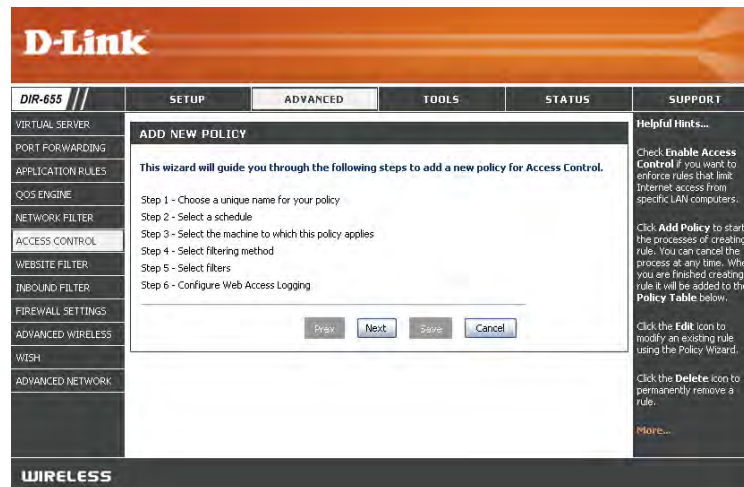 D-Link
DIR-655
SETUP
ADVANCED
TOOLS
STATUS
SUPPORT
VIRTUAL SERVER
PORT FORWARDING
APPLICATION RULES
QOS ENGINE
NETWORK FILTER
ACCESS CONTROL
WEBSITE FILTER
INBOUND FILTER
FIREWALL SETTINGS
ADVANCED WIRELESS
WISH
ADVANCED NETWORK
ADD NEW POLICY
This wizard will guide you through the following steps to add a new policy for Access Control.
Step 1 - Choose a unique name for your policy
Step 2 - Select a schedule
Step 3 - Select the machine to which this policy applies
Step 4 - Select filtering method
Step 5 - Select filters
Step 6 - Configure Web Access Logging
Prev
Next
Save
Cancel
Helpful Hints...
Check Enable Access
Control if you want to
enforce rules that limit
Internet access from
specific LAN computers.
Click Add Policy to start
the processes of creating
rule. You can cancel the
process at any time. Whe
you are finished creating
rule it will be added to the
Policy Table below.
Click the Edit icon to
modify an existing rule
using the Policy Wizard.
Click the Delete icon to
permanently remove a
rule.
More...
WIRELESS